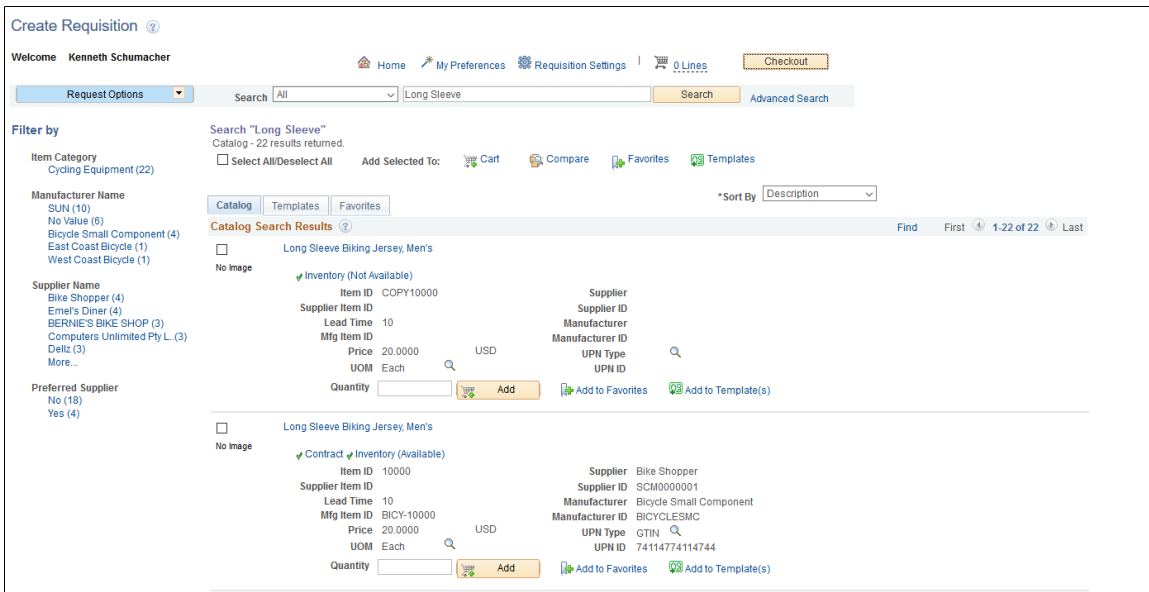 Create Requisition
Welcome Kenneth Schumacher
Home My Preferences Requisition Settings | 0 Lines Checkout
Request Options Search All Long Sleeve Search Advanced Search
Filter by
Item Category
Cycling Equipment (22)
Manufacturer Name
SUN (10)
No Value (6)
Bicycle Small Component (4)
East Coast Bicycle (1)
West Coast Bicycle (1)
Supplier Name
Bike Shopper (4)
Emel's Diner (4)
BERNIE'S BIKE SHOP (3)
Computers Unlimited Pty L..(3)
Dellz (3)
More...
Preferred Supplier
No (18)
Yes (4)
Search "Long Sleeve"
Catalog - 22 results returned.
Select All/Deselect All Add Selected To: Cart Compare Favorites Templates
*Sort By Description
Catalog Templates Favorites
Catalog Search Results Find First 1-22 of 22 Last
Long Sleeve Biking Jersey, Men's
No Image
Inventory (Not Available)
Item ID COPY10000 Supplier
Supplier Item ID Supplier ID
Lead Time 10 Manufacturer
Mfg Item ID Manufacturer ID
Price 20.0000 USD UPN Type
UOM Each UPN ID
Quantity Add Add to Favorites Add to Template(s)
Long Sleeve Biking Jersey, Men's
No Image
Contract Inventory (Available)
Item ID 10000 Supplier Bike Shopper
Supplier Item ID Supplier ID SCM0000001
Lead Time 10 Manufacturer Bicycle Small Component
Mfg Item ID BICY-10000 Manufacturer ID BICYCLESMC
Price 20.0000 USD UPN Type GTIN
UOM Each UPN ID 74114774114744
Quantity Add Add to Favorites Add to Template(s)